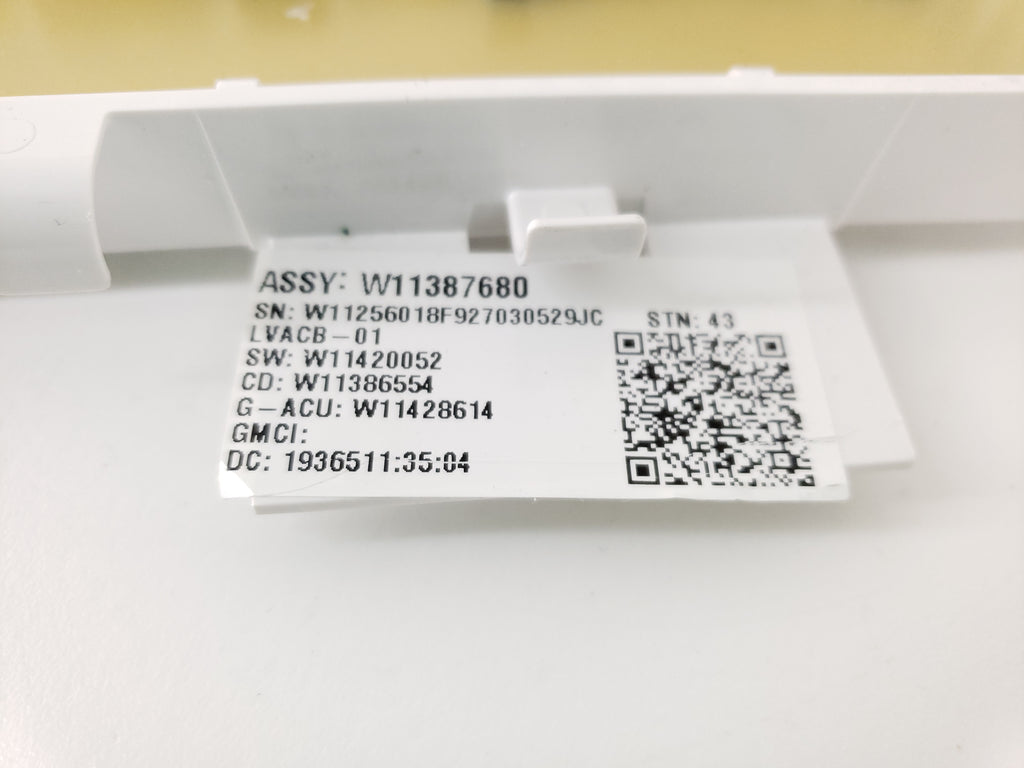 ASSY: W11387680
SN: W11256018F927030529JC
STN: 43
LVACB-01
SW: W11420052
CD: W11386554
G-ACU: W11428614
GMCI:
DC: 1936511:35:04